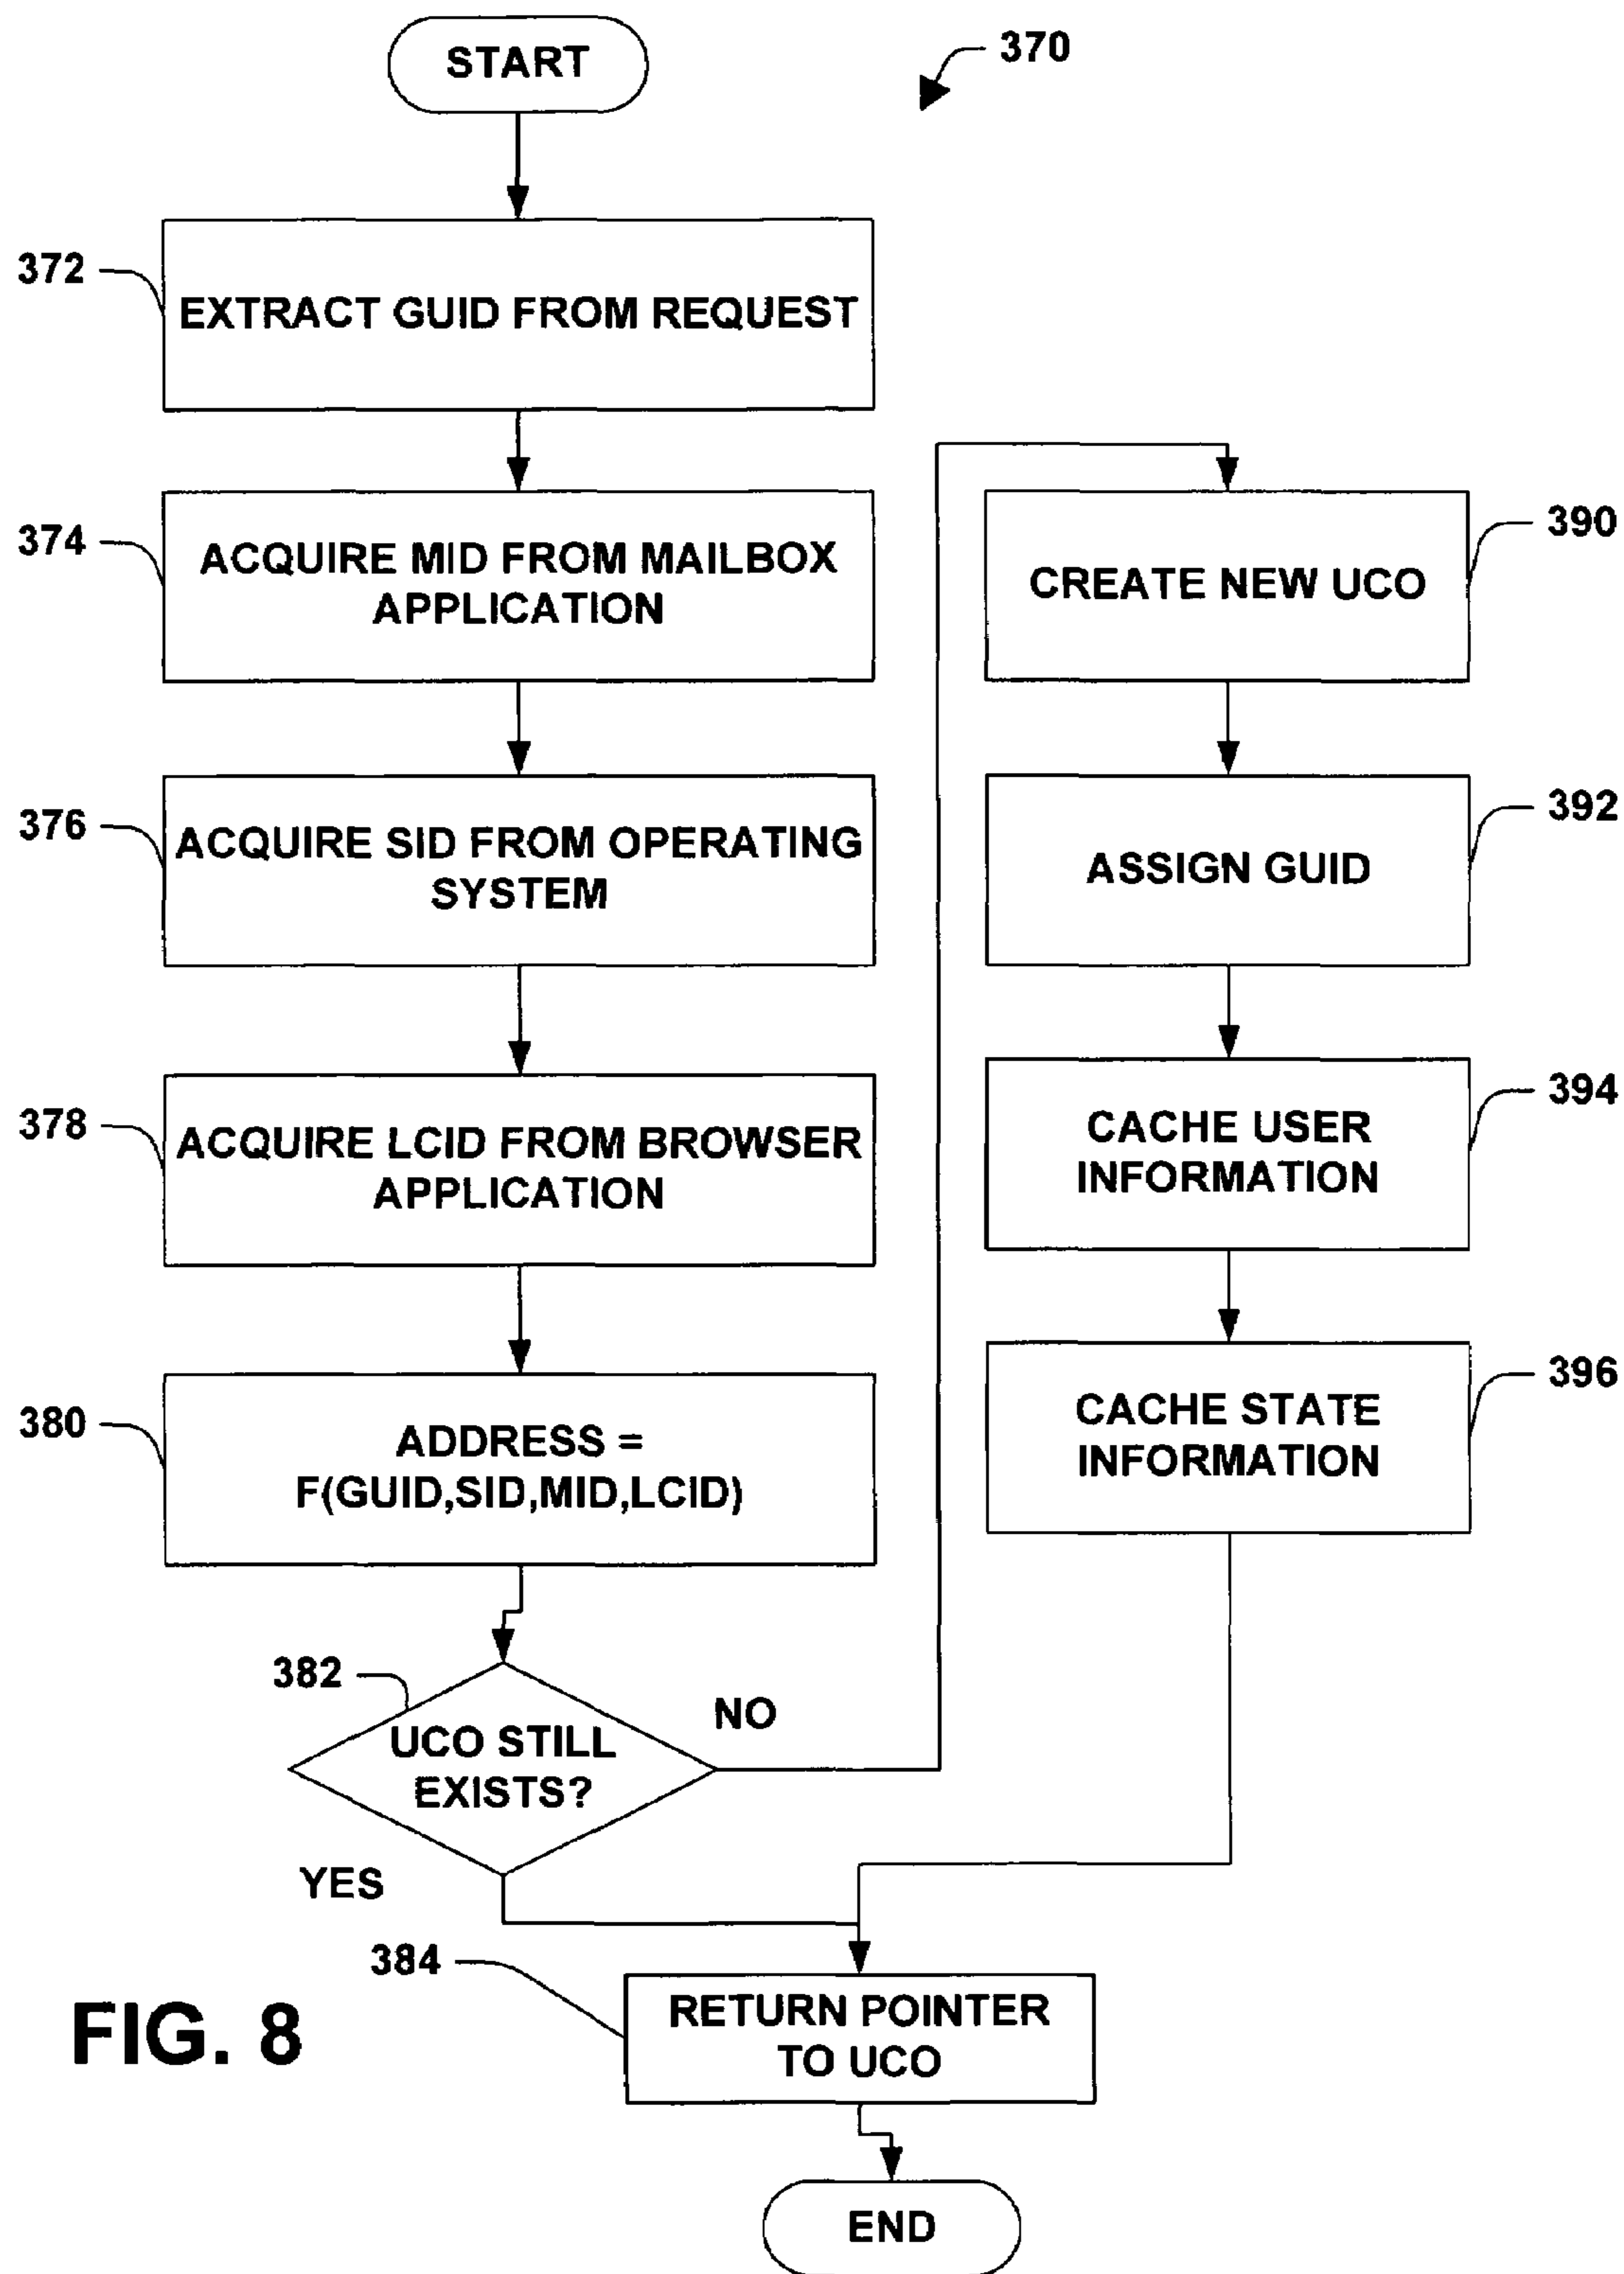 START
370
372
EXTRACT GUID FROM REQUEST
374
ACQUIRE MID FROM MAILBOX
APPLICATION
376
ACQUIRE SID FROM OPERATING
SYSTEM
378
ACQUIRE LCID FROM BROWSER
APPLICATION
380
ADDRESS =
F(GUID,SID,MID,LCID)
382
UCO STILL
EXISTS?
NO
YES
390
CREATE NEW UCO
392
ASSIGN GUID
394
CACHE USER
INFORMATION
396
CACHE STATE
INFORMATION
384
RETURN POINTER
TO UCO
END
FIG. 8